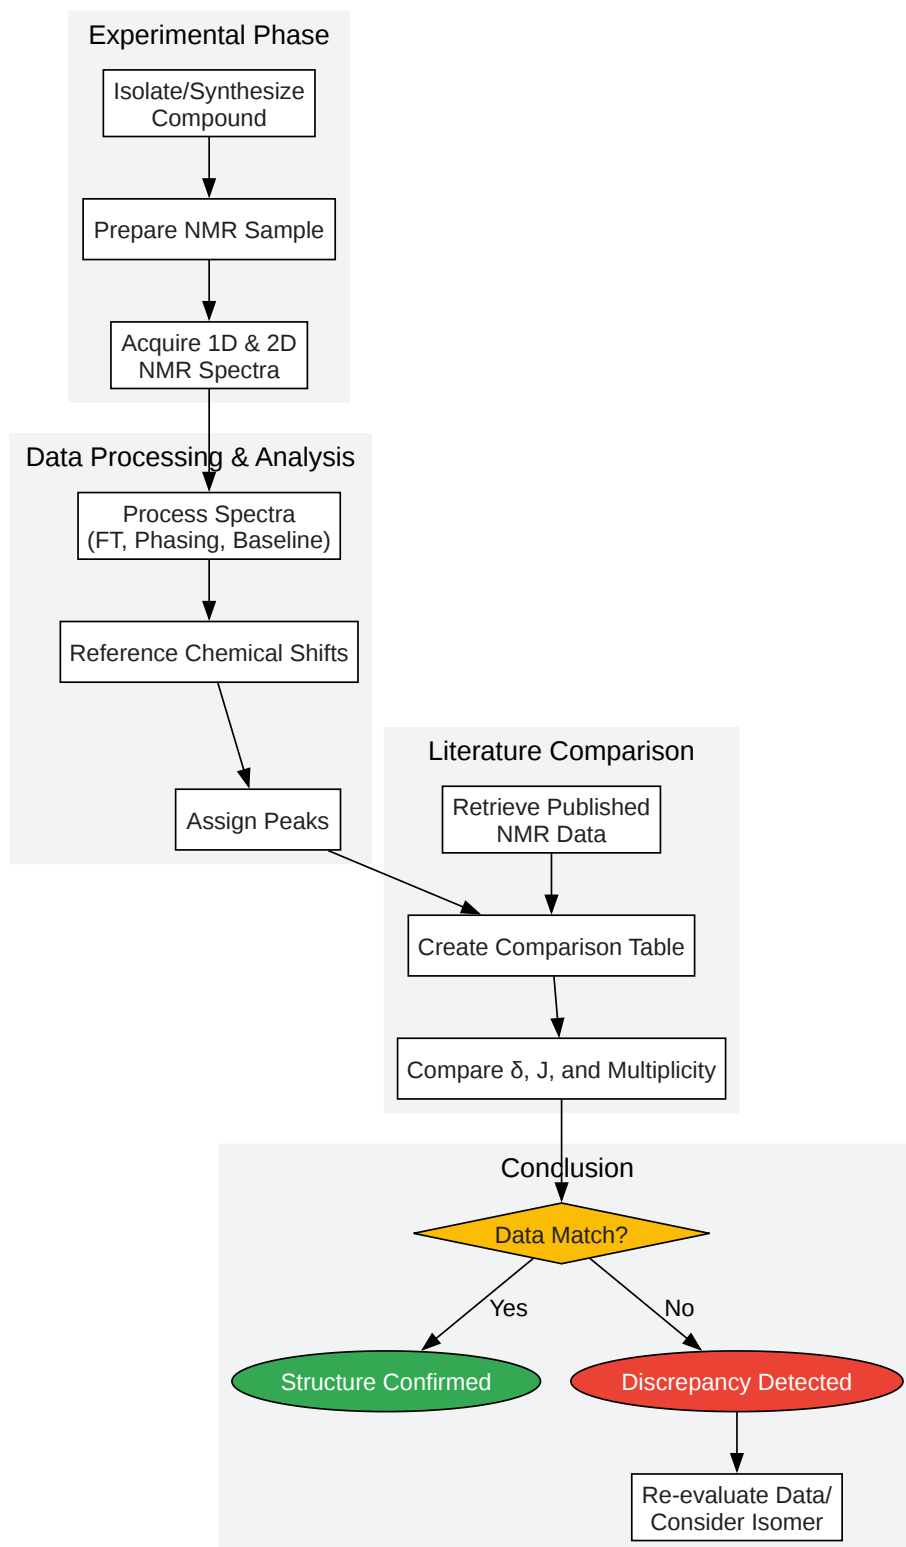 Experimental Phase
Isolate/Synthesize
Compound
Prepare NMR Sample
Acquire 1D & 2D
NMR Spectra
Data Processing & Analysis
Process Spectra
(FT, Phasing, Baseline)
Reference Chemical Shifts
Assign Peaks
Literature Comparison
Retrieve Published
NMR Data
Create Comparison Table
Compare δ, J, and Multiplicity
Conclusion
Data Match?
Yes
No
Structure Confirmed
Discrepancy Detected
Re-evaluate Data/
Consider Isomer